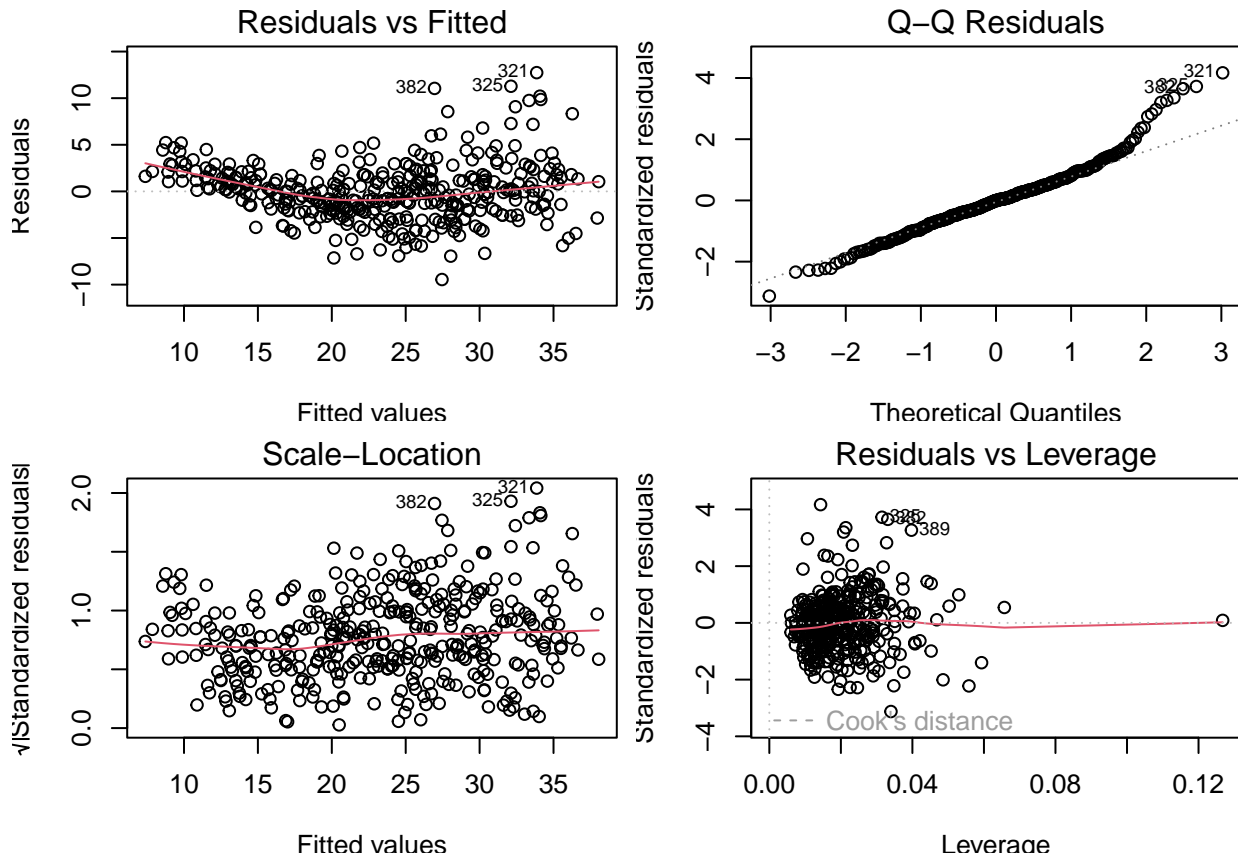 Residuals vs Fitted
Residuals
10
5
0
−10
382
325
321
10 15 20 25 30 35
Fitted values
Q−Q Residuals
Standardized residuals
4
2
0
−2
321
−3 −2 −1 0 1 2 3
Theoretical Quantiles
Scale−Location
√|Standardized residuals|
2.0
1.0
0.0
382
325
321
10 15 20 25 30 35
Fitted values
Residuals vs Leverage
Standardized residuals
4
2
0
−2
−4
389
Cook's distance
0.00 0.04 0.08 0.12
Leverage